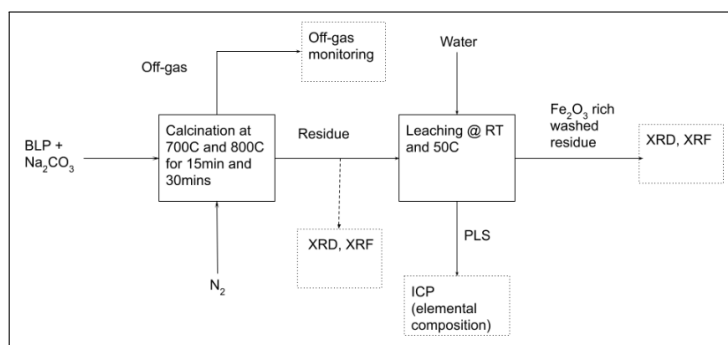 Off-gas
monitoring
Off-gas
Water
BLP +
Na₂CO₃
Calcination at
700C and 800C
for 15min and
30mins
Residue
Leaching @ RT
and 50C
Fe₂O₃ rich
washed
residue
XRD, XRF
N₂
XRD, XRF
PLS
ICP
(elemental
composition)